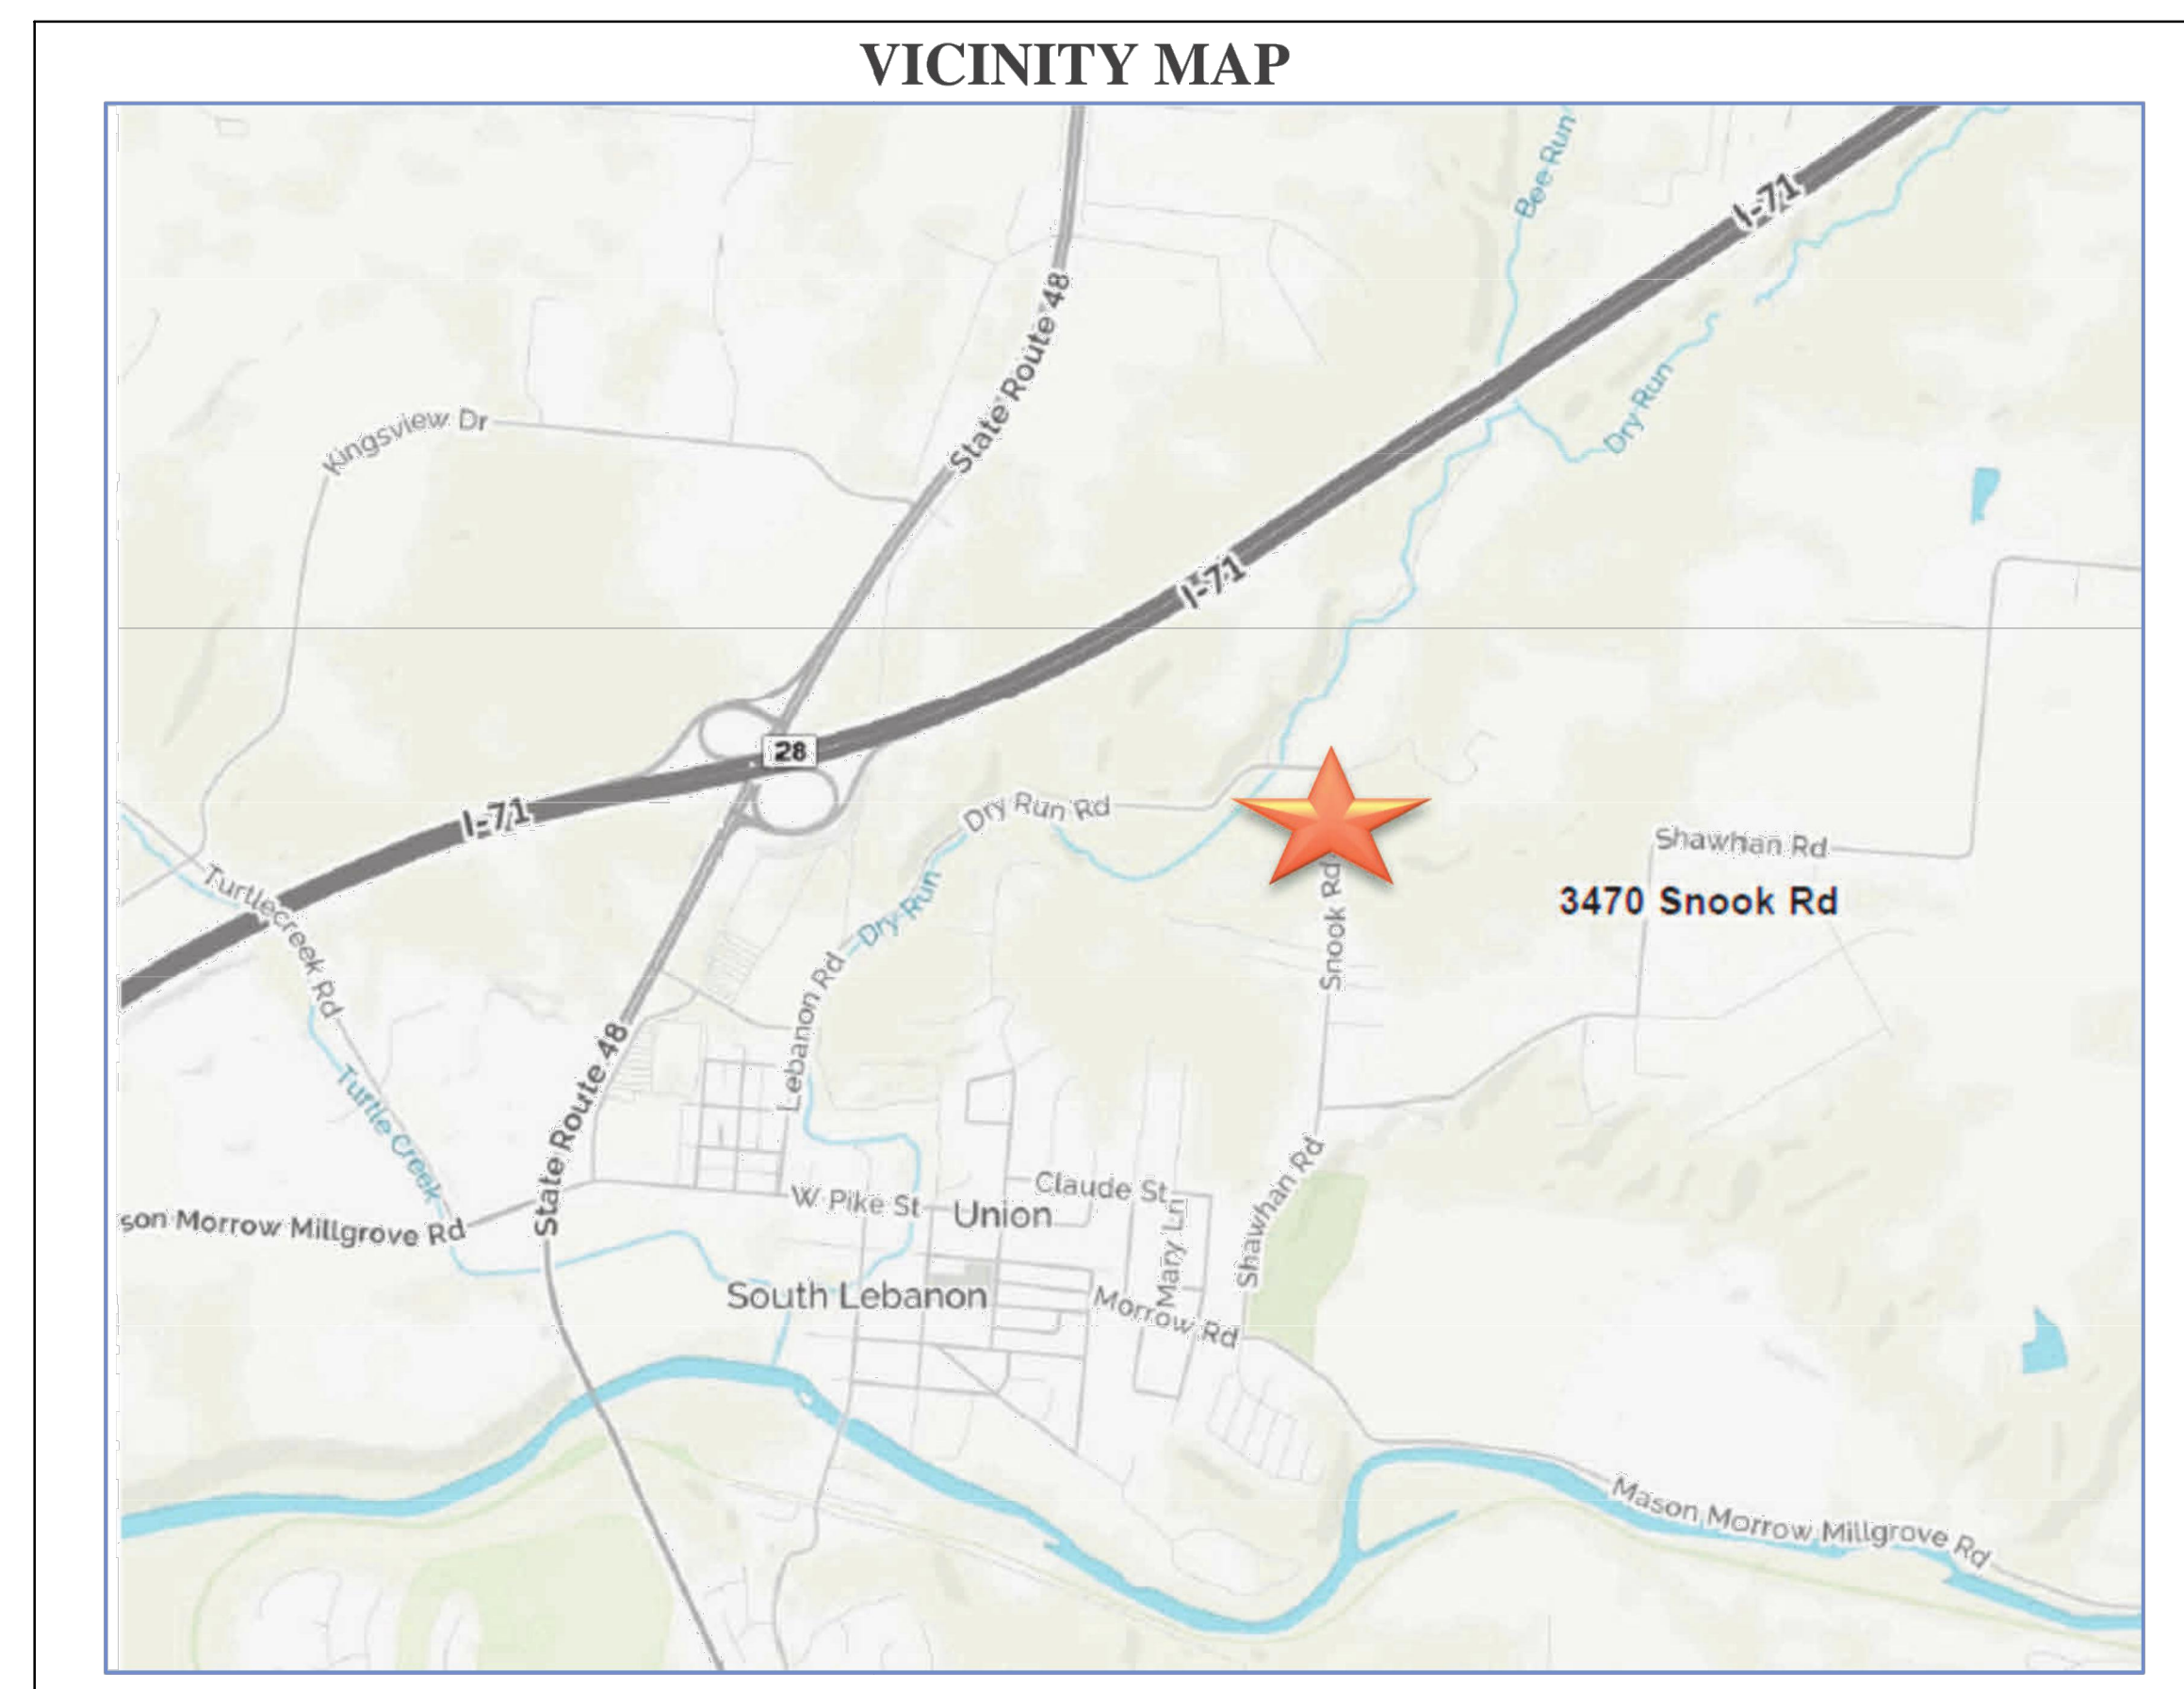 VICINITY MAP
Bee Run
I-71
State Route 48
Dry Run
Kingsview Dr
I-71
28
I-71
Dry Run Rd
Shawhan Rd
Turtlecreek Rd
Dry Run
3470 Snook Rd
Snook Rd
Lebanon Rd
State Route 48
Turtle Creek
Claude St
W Pike St
Union
son Morrow Millgrove Rd
Mary Ln
Shawhan Rd
South Lebanon
Morrow Rd
Mason Morrow Millgrove Rd